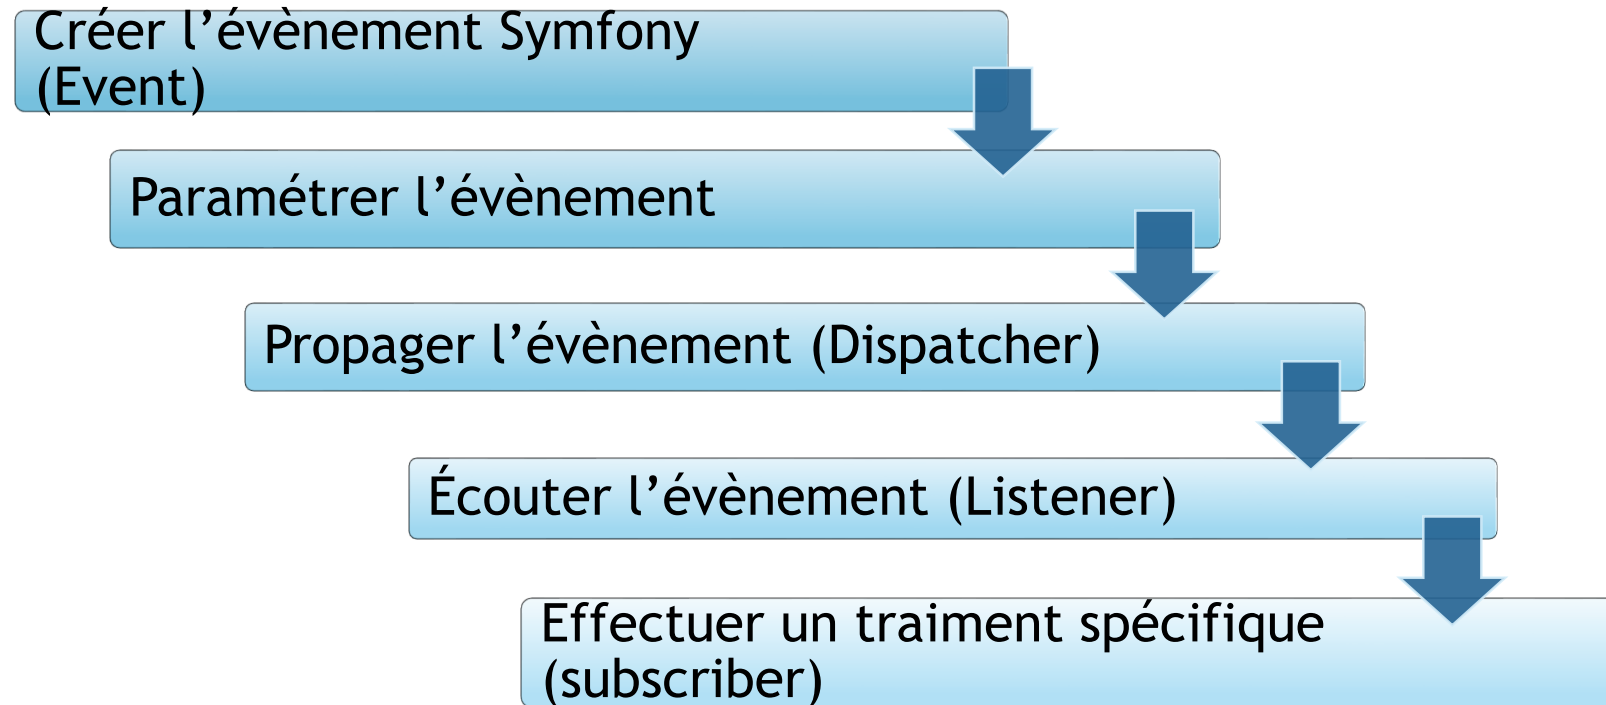 Créer l’évènement Symfony
(Event)
Paramétrer l’évènement
Propager l’évènement (Dispatcher)
Écouter l’évènement (Listener)
Effectuer un traiment spécifique
(subscriber)